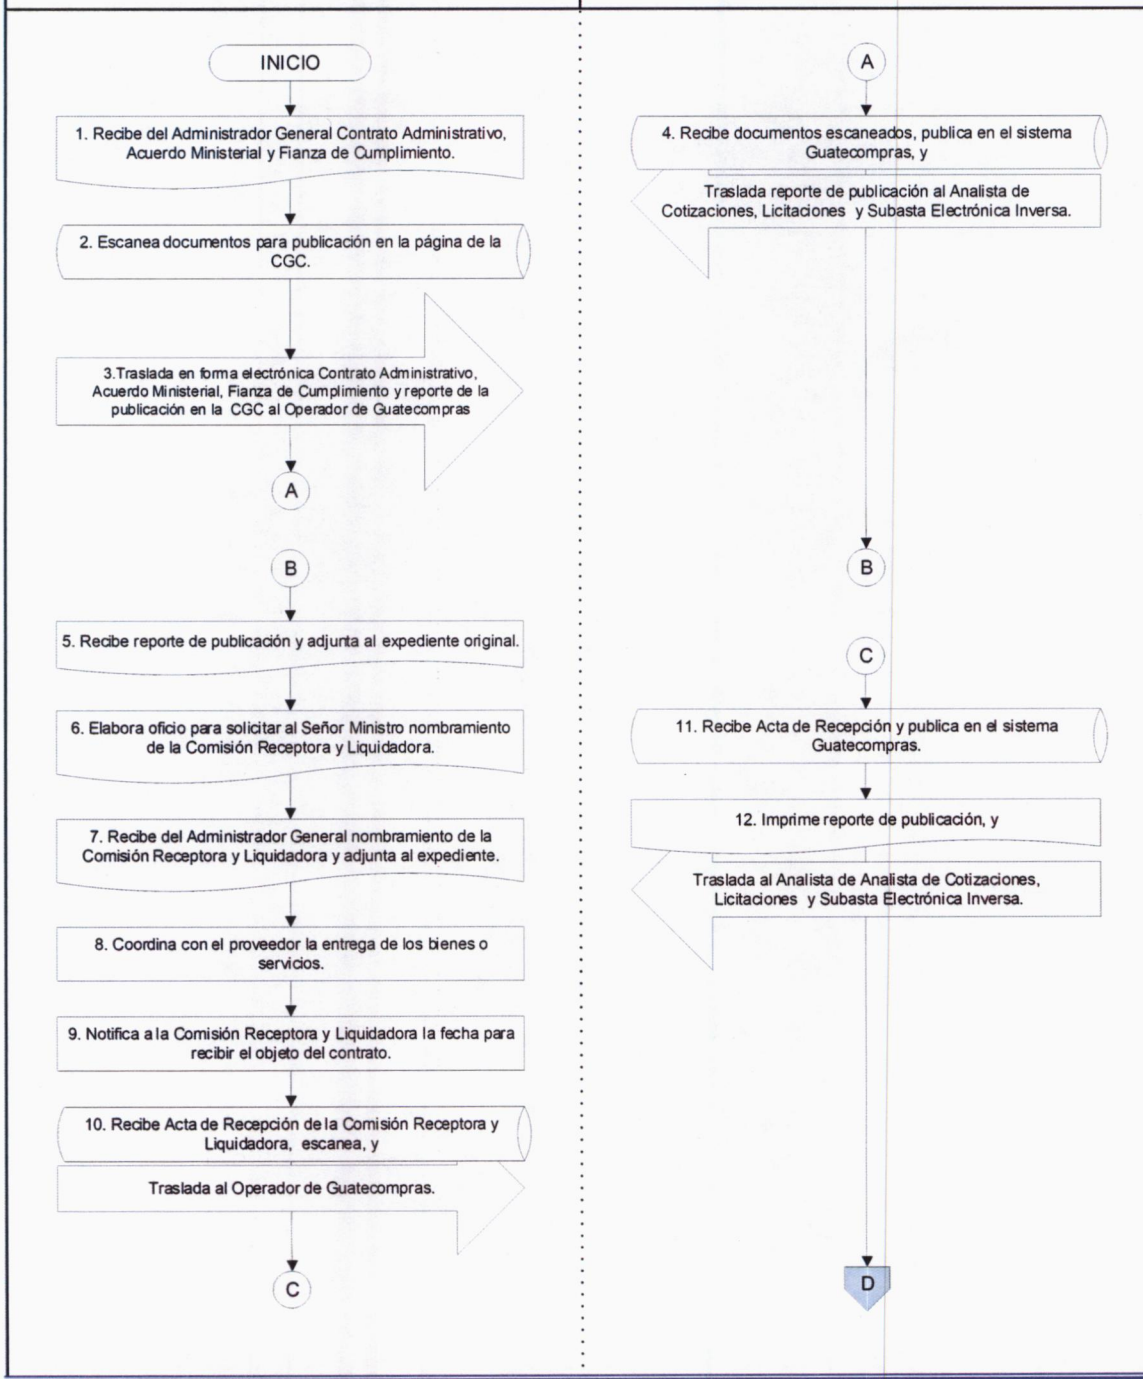 INICIO
1. Recibe del Administrador General Contrato Administrativo,
Acuerdo Ministerial y Fianza de Cumplimiento.
2. Escanea documentos para publicación en la página de la
CGC.
3.Traslada en forma electrónica Contrato Administrativo,
Acuerdo Ministerial, Fianza de Cumplimiento y reporte de la
publicación en la CGC al Operador de Guatecompras
A
B
5. Recibe reporte de publicación y adjunta al expediente original.
6. Elabora oficio para solicitar al Señor Ministro nombramiento
de la Comisión Receptora y Liquidadora.
7. Recibe del Administrador General nombramiento de la
Comisión Receptora y Liquidadora y adjunta al expediente.
8. Coordina con el proveedor la entrega de los bienes o
servicios.
9. Notifica a la Comisión Receptora y Liquidadora la fecha para
recibir el objeto del contrato.
10. Recibe Acta de Recepción de la Comisión Receptora y
Liquidadora, escanea, y
Traslada al Operador de Guatecompras.
C
A
4. Recibe documentos escaneados, publica en el sistema
Guatecompras, y
Traslada reporte de publicación al Analista de
Cotizaciones, Licitaciones y Subasta Electrónica Inversa.
B
C
11. Recibe Acta de Recepción y publica en el sistema
Guatecompras.
12. Imprime reporte de publicación, y
Traslada al Analista de Analista de Cotizaciones,
Licitaciones y Subasta Electrónica Inversa.
D